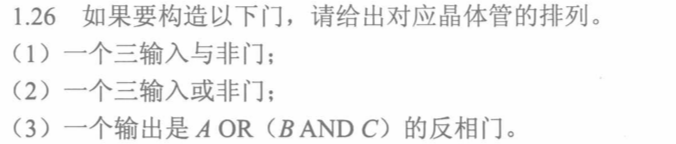 1.26 如果要构造以下门，请给出对应晶体管的排列。
（1）一个三输入与非门；
（2）一个三输入或非门；
（3）一个输出是 A OR（B AND C）的反相门。